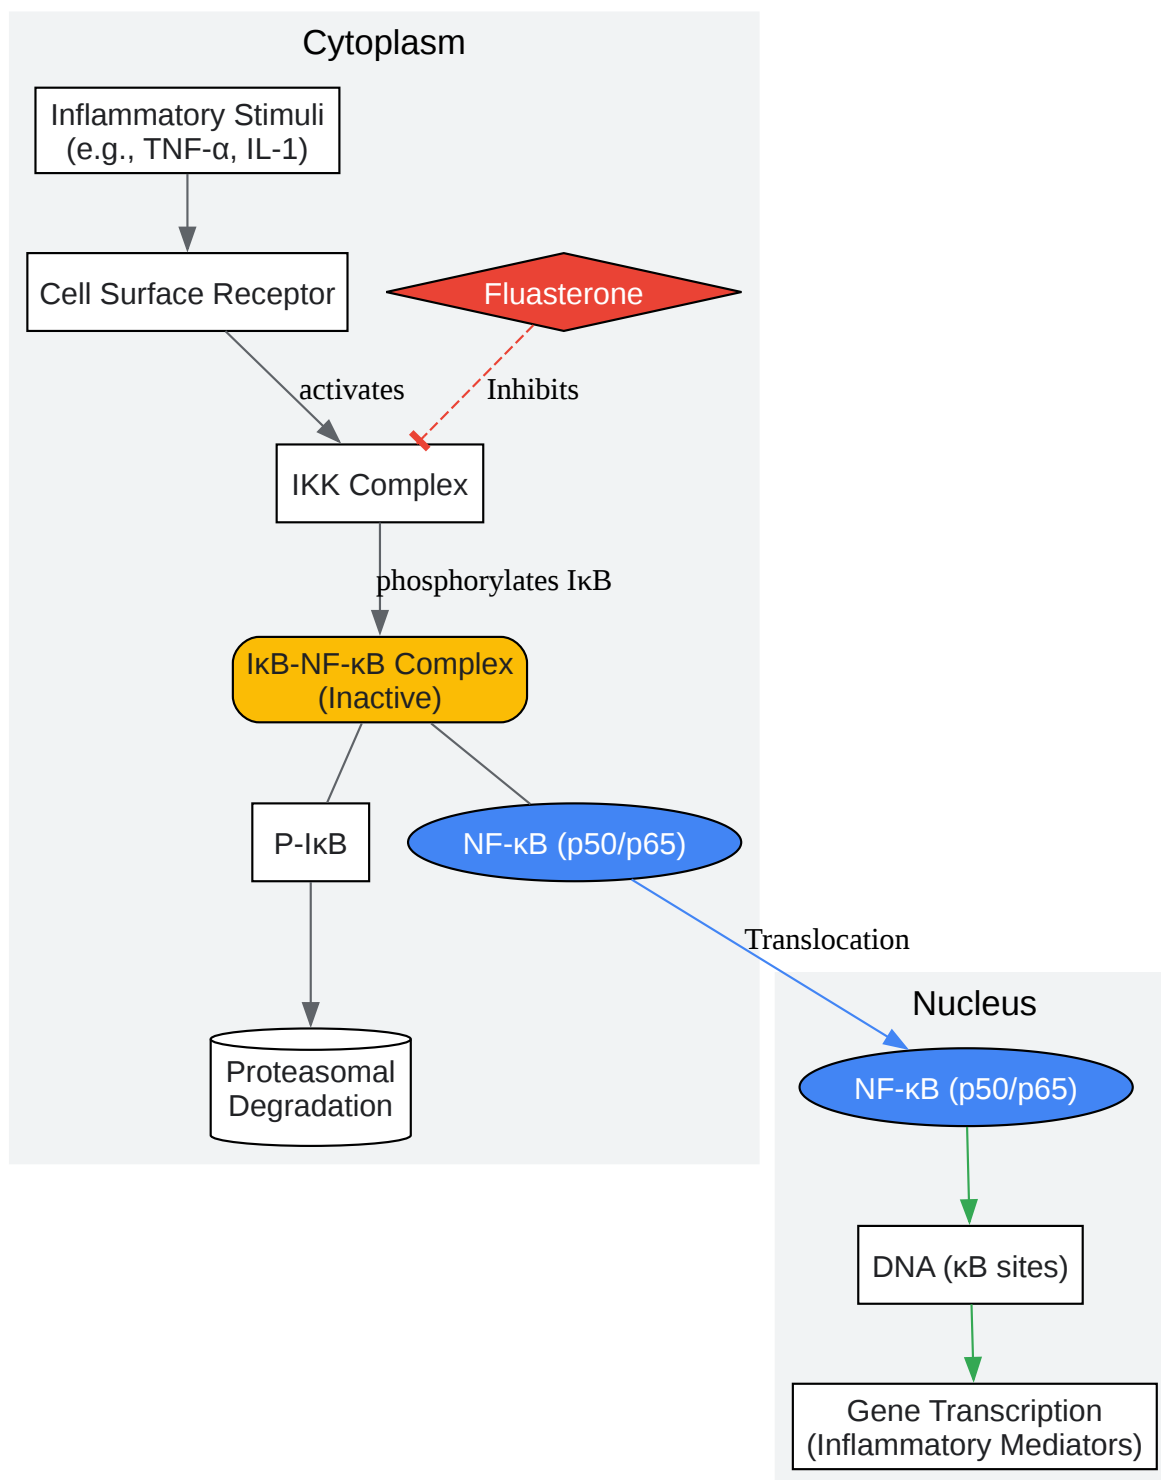 Cytoplasm
Inflammatory Stimuli
(e.g., TNF-α, IL-1)
Cell Surface Receptor
Fluasterone
activates
Inhibits
IKK Complex
phosphorylates IκB
IκB-NF-κB Complex
(Inactive)
P-IκB
NF-κB (p50/p65)
Translocation
Proteasomal
Degradation
Nucleus
NF-κB (p50/p65)
DNA (κB sites)
Gene Transcription
(Inflammatory Mediators)